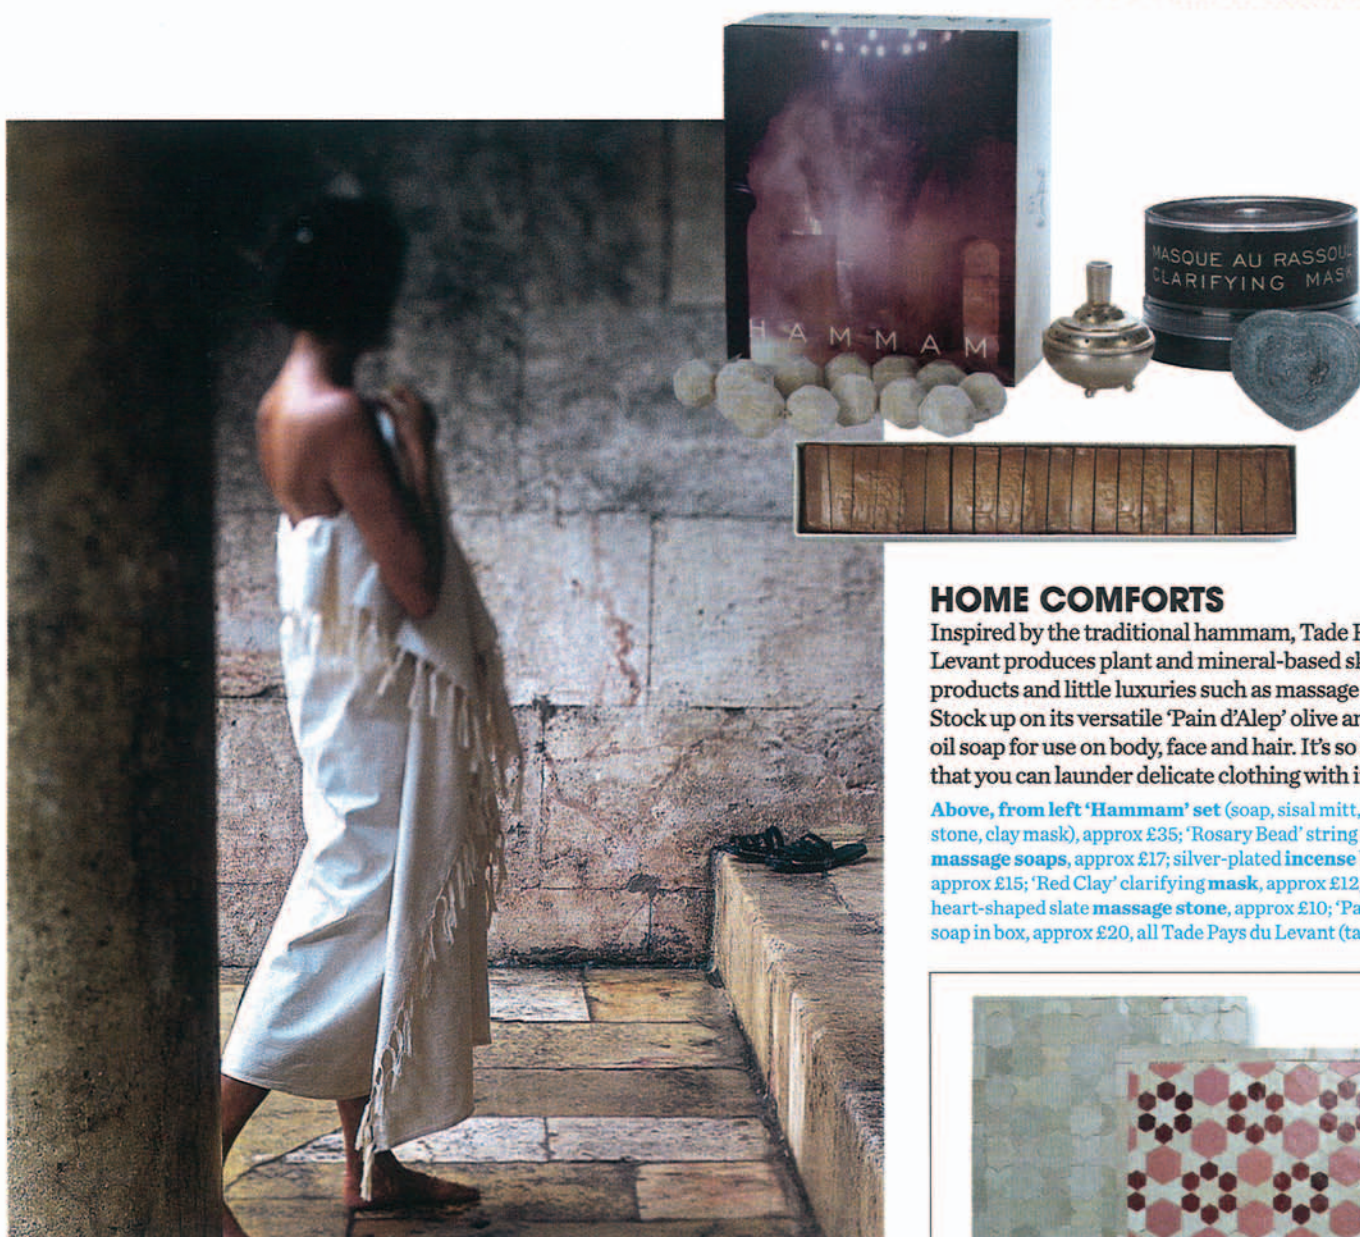 HAMMAM
HAMMAM
MASQUE AU RASSOUL
CLARIFYING MASK
HOME COMFORTS
Inspired by the traditional hammam, Tade
Levant produces plant and mineral-based
products and little luxuries such as massage
Stock up on its versatile ‘Pain d’Alep’ olive
oil soap for use on body, face and hair. It’s so
that you can launder delicate clothing with
Above, from left ‘Hammam’ set (soap, sisal mitt,
stone, clay mask), approx £35; ‘Rosary Bead’ string
massage soaps, approx £17; silver-plated incense
approx £15; ‘Red Clay’ clarifying mask, approx £12
heart-shaped slate massage stone, approx £10;
soap in box, approx £20, all Tade Pays du Levant